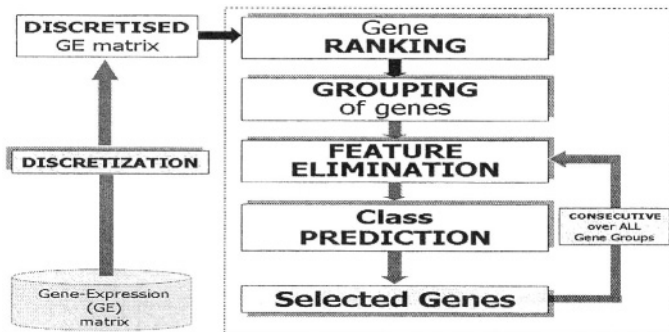 DISCRETISED
GE matrix
DISCRETIZATION
Gene-Expression
(GE)
matrix
Gene
RANKING
GROUPING
of genes
FEATURE
ELIMINATION
Class
PREDICTION
Selected Genes
CONSECUTIVE
over ALL
Gene Groups